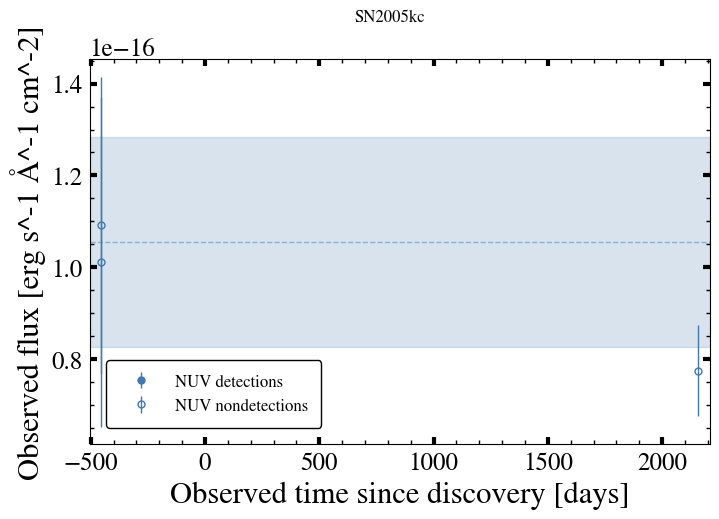 SN2005kc
1e−16
Observed flux [erg s^-1 Å^-1 cm^-2]
1.4
1.2
1.0
0.8
NUV detections
NUV nondetections
−500 0 500 1000 1500 2000
Observed time since discovery [days]